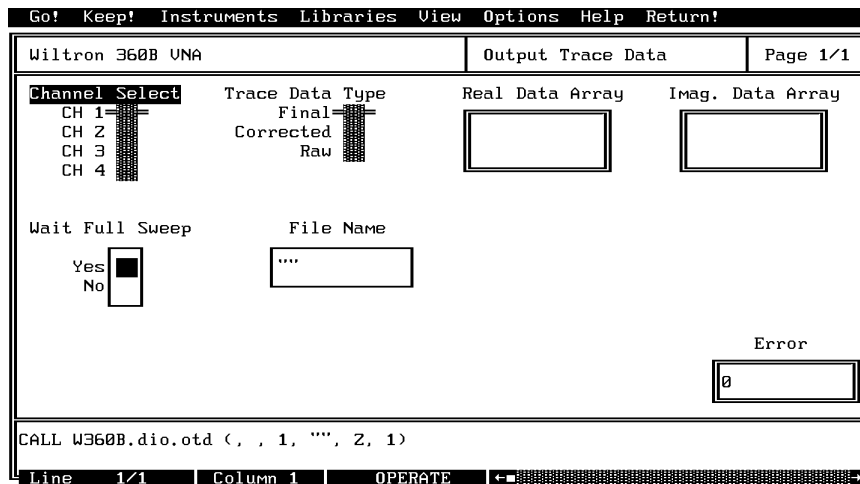 Go! Keep! Instruments Libraries View Options Help Return!
Wiltron 360B VNA
Output Trace Data
Page 1/1
Channel Select
CH 1
CH 2
CH 3
CH 4
Trace Data Type
Final
Corrected
Raw
Real Data Array
Imag. Data Array
Wait Full Sweep
Yes
No
File Name
""
Error
0
CALL W360B.dio.otd (, , 1, "", 2, 1)
Line 1/1 Column 1 OPERATE